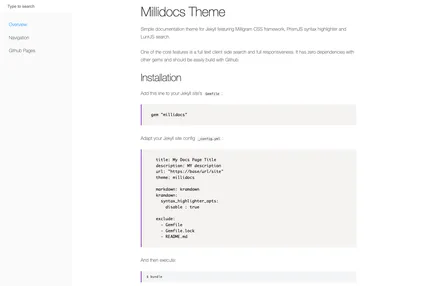 Type to search
Overview
Navigation
Github Pages
Millidocs Theme
Simple documentation theme for Jekyll featuring Milligram CSS framework, PrismJS syntax highlighter and
LunrJS search.
One of the core features is a full text client side search and full responsiveness. It has zero dependencies with
other gems and should be easily build with Github.
Installation
Add this line to your Jekyll site's Gemfile :
gem "millidocs"
Adapt your Jekyll site config _config.yml :
title: My Docs Page Title
description: MY description
url: "https://base/url/site"
theme: millidocs
markdown: kramdown
kramdown:
syntax_highlighter_opts:
disable : true
exclude:
- Gemfile
- Gemfile.lock
- README.md
And then execute:
$ bundle